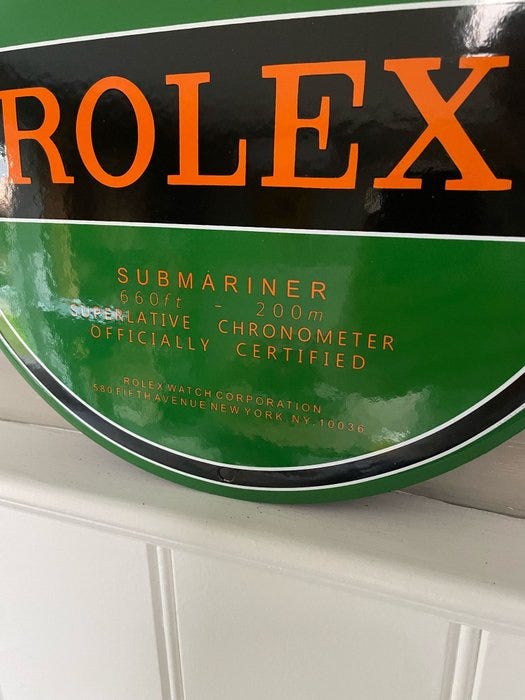 ROLEX
SUBMARINER
660ft - 200m
SUPERLATIVE CHRONOMETER
OFFICIALLY CERTIFIED
ROLEX WATCH CORPORATION
580 FIFTH AVENUE NEW YORK, NY. 10036